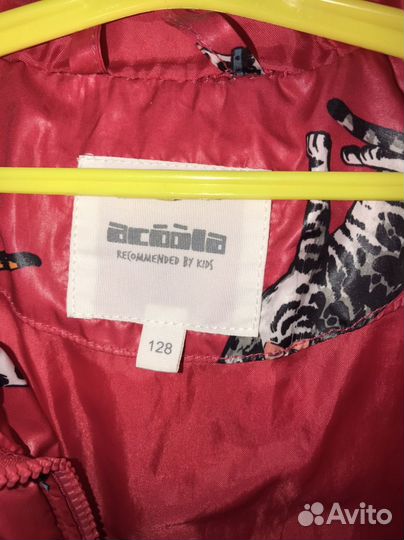 acoola
RECOMMENDED BY KIDS
128
Avito